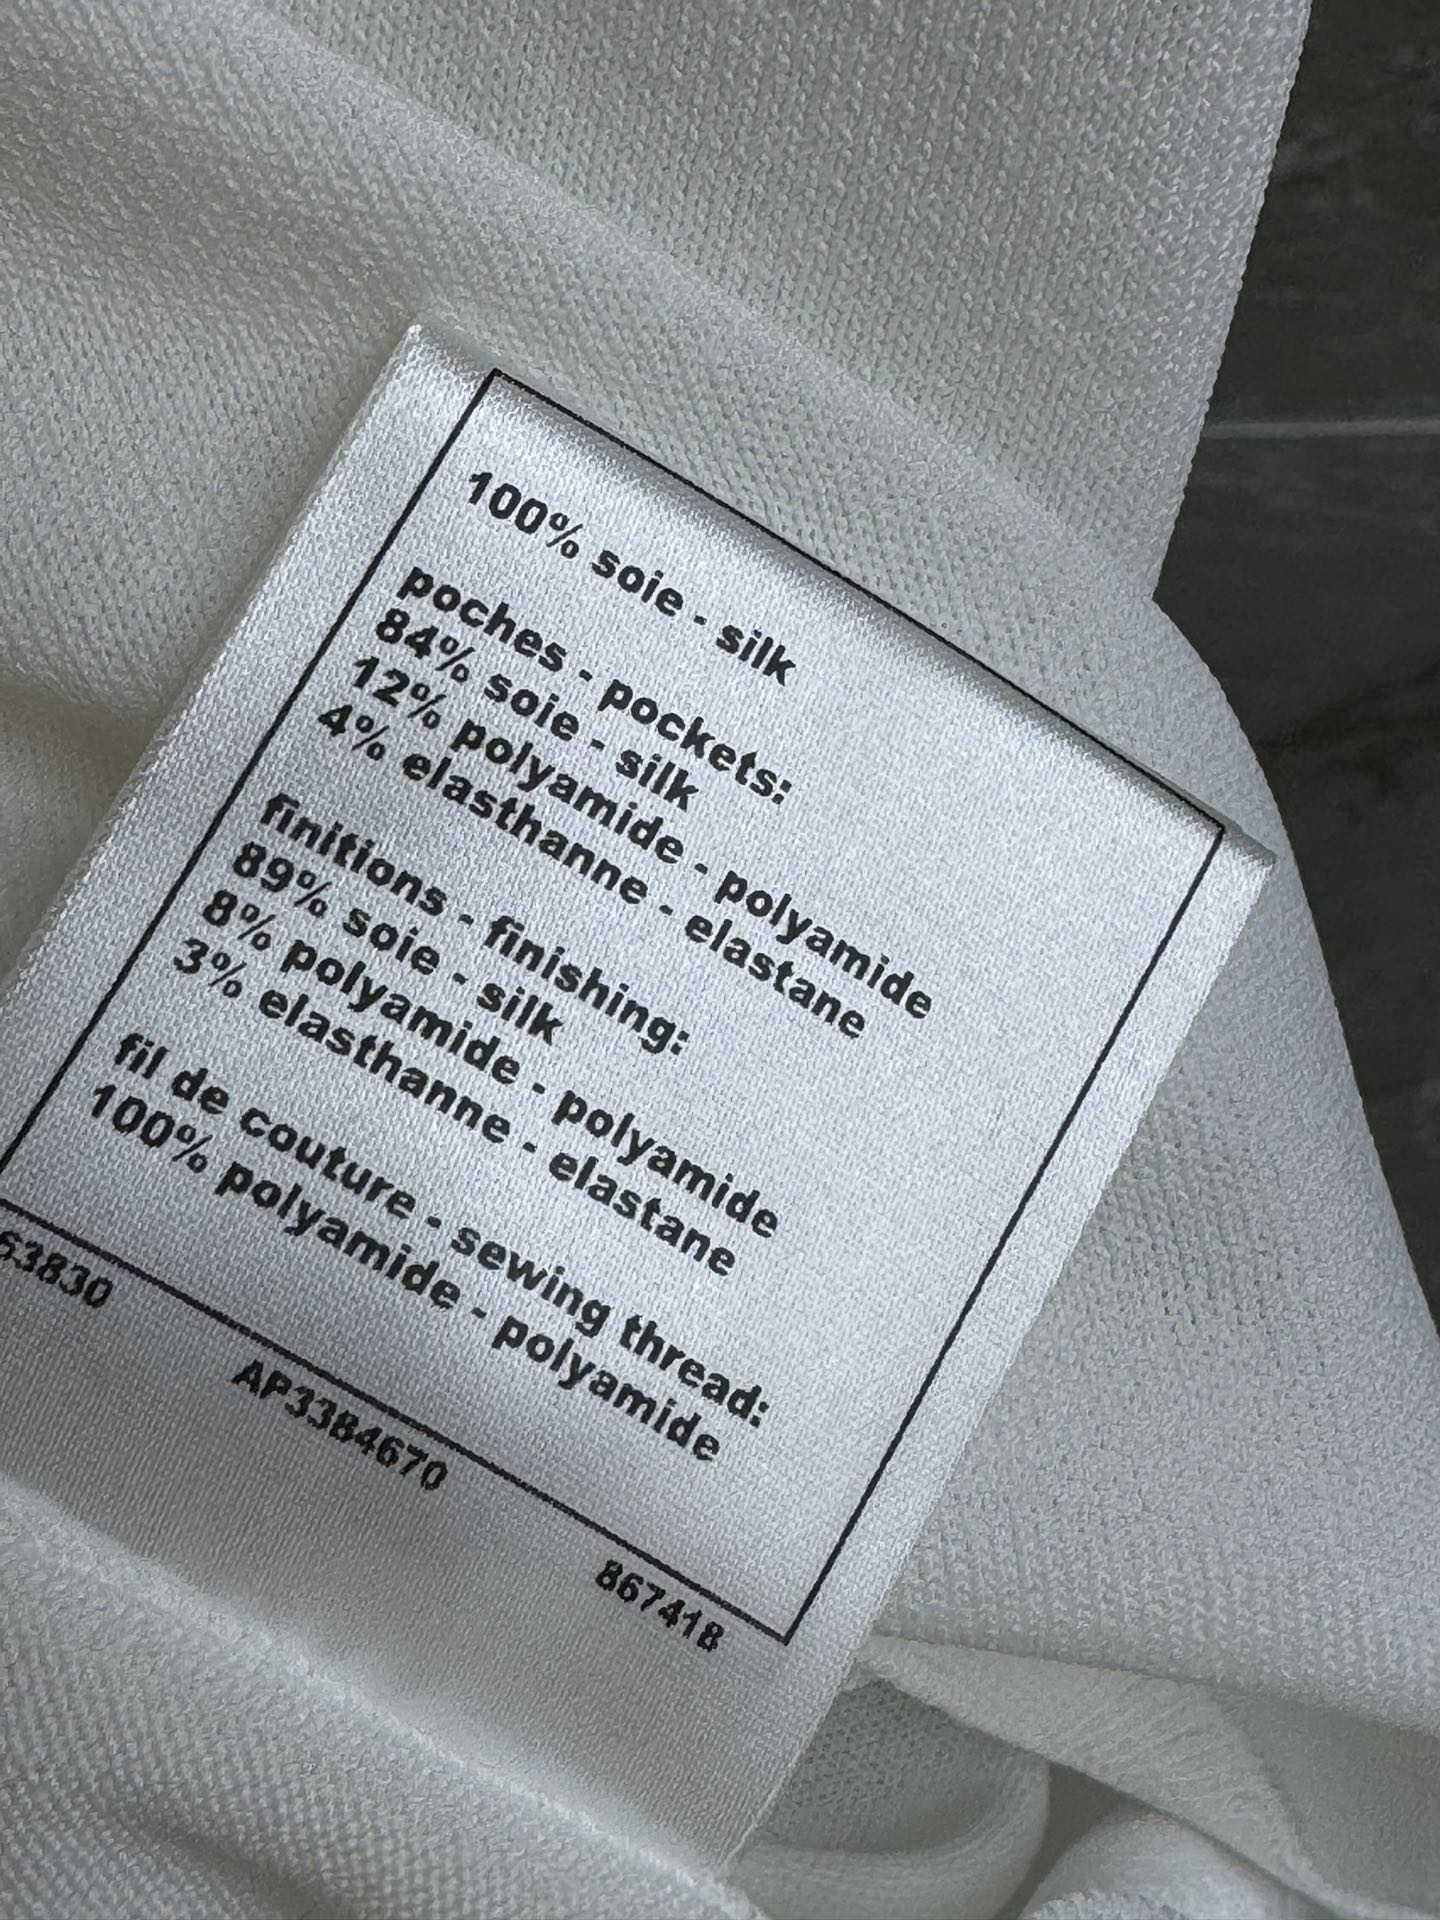 100% soie - silk
poches - pockets:
84% soie - silk
12% polyamide - polyamide
4% elasthanne - elastane
finitions - finishing:
89% soie - silk
8% polyamide - polyamide
3% elasthanne - elastane
fil de couture - sewing thread:
100% polyamide - polyamide
63830 AP3384670 867418